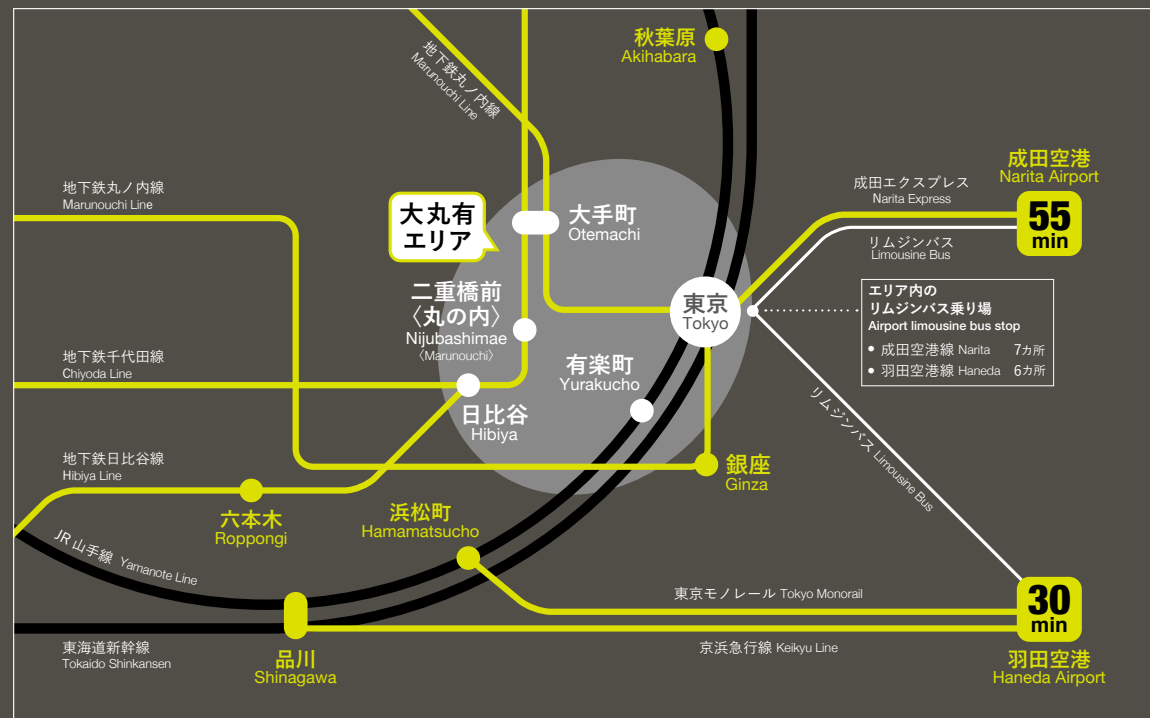 地下鉄丸ノ内線
Marunouchi Line
秋葉原
Akihabara
成田空港
Narita Airport
55
min
成田エクスプレス
Narita Express
リムジンバス
Limousine Bus
地下鉄丸ノ内線
Marunouchi Line
大丸有
エリア
大手町
Otemachi
二重橋前
〈丸の内〉
Nijubashimae
〈Marunouchi〉
東京
Tokyo
エリア内の
リムジンバス乗り場
Airport limousine bus stop
• 成田空港線 Narita 7カ所
• 羽田空港線 Haneda 6カ所
地下鉄千代田線
Chiyoda Line
有楽町
Yurakucho
日比谷
Hibiya
リムジンバス Limousine Bus
地下鉄日比谷線
Hibiya Line
銀座
Ginza
六本木
Roppongi
浜松町
Hamamatsucho
JR 山手線 Yamanote Line
東京モノレール Tokyo Monorail
30
min
東海道新幹線
Tokaido Shinkansen
品川
Shinagawa
京浜急行線 Keikyu Line
羽田空港
Haneda Airport